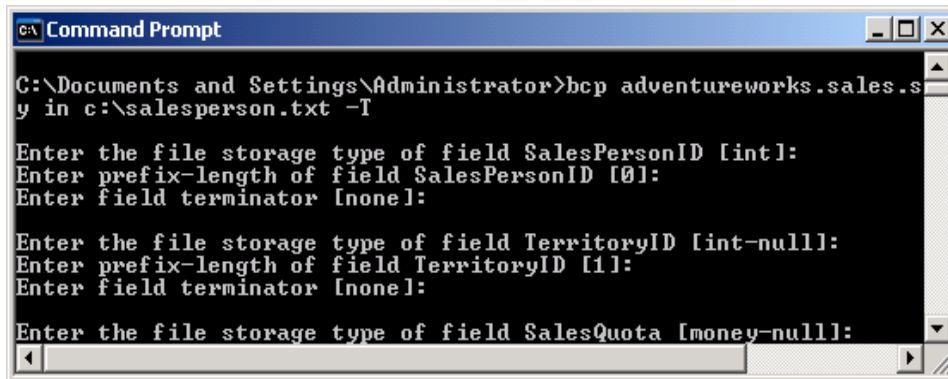 Command Prompt
C:\Documents and Settings\Administrator>bcp adventureworks.sales.s
y in c:\salesperson.txt -T
Enter the file storage type of field SalesPersonID [int]:
Enter prefix-length of field SalesPersonID [0]:
Enter field terminator [none]:
Enter the file storage type of field TerritoryID [int-null]:
Enter prefix-length of field TerritoryID [1]:
Enter field terminator [none]:
Enter the file storage type of field SalesQuota [money-null]: